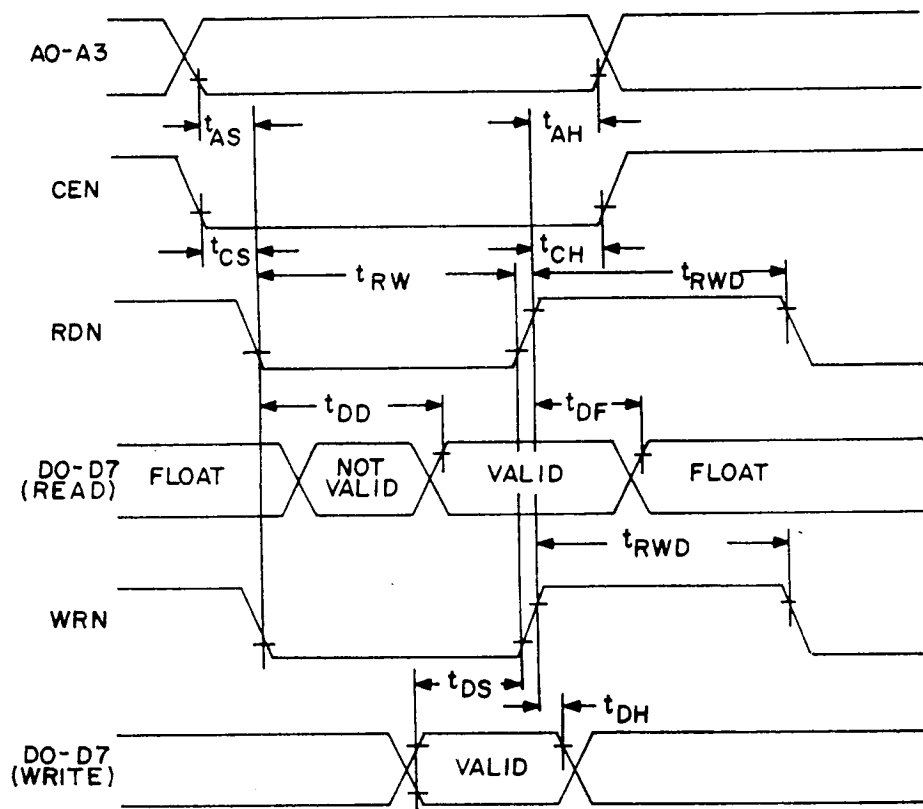 A0-A3
tAS
tAH
CEN
tCS
tCH
tRW
tRWD
RDN
tDD
tDF
D0-D7
(READ)
FLOAT
NOT
VALID
VALID
FLOAT
tRWD
WRN
tDS
tDH
D0-D7
(WRITE)
VALID